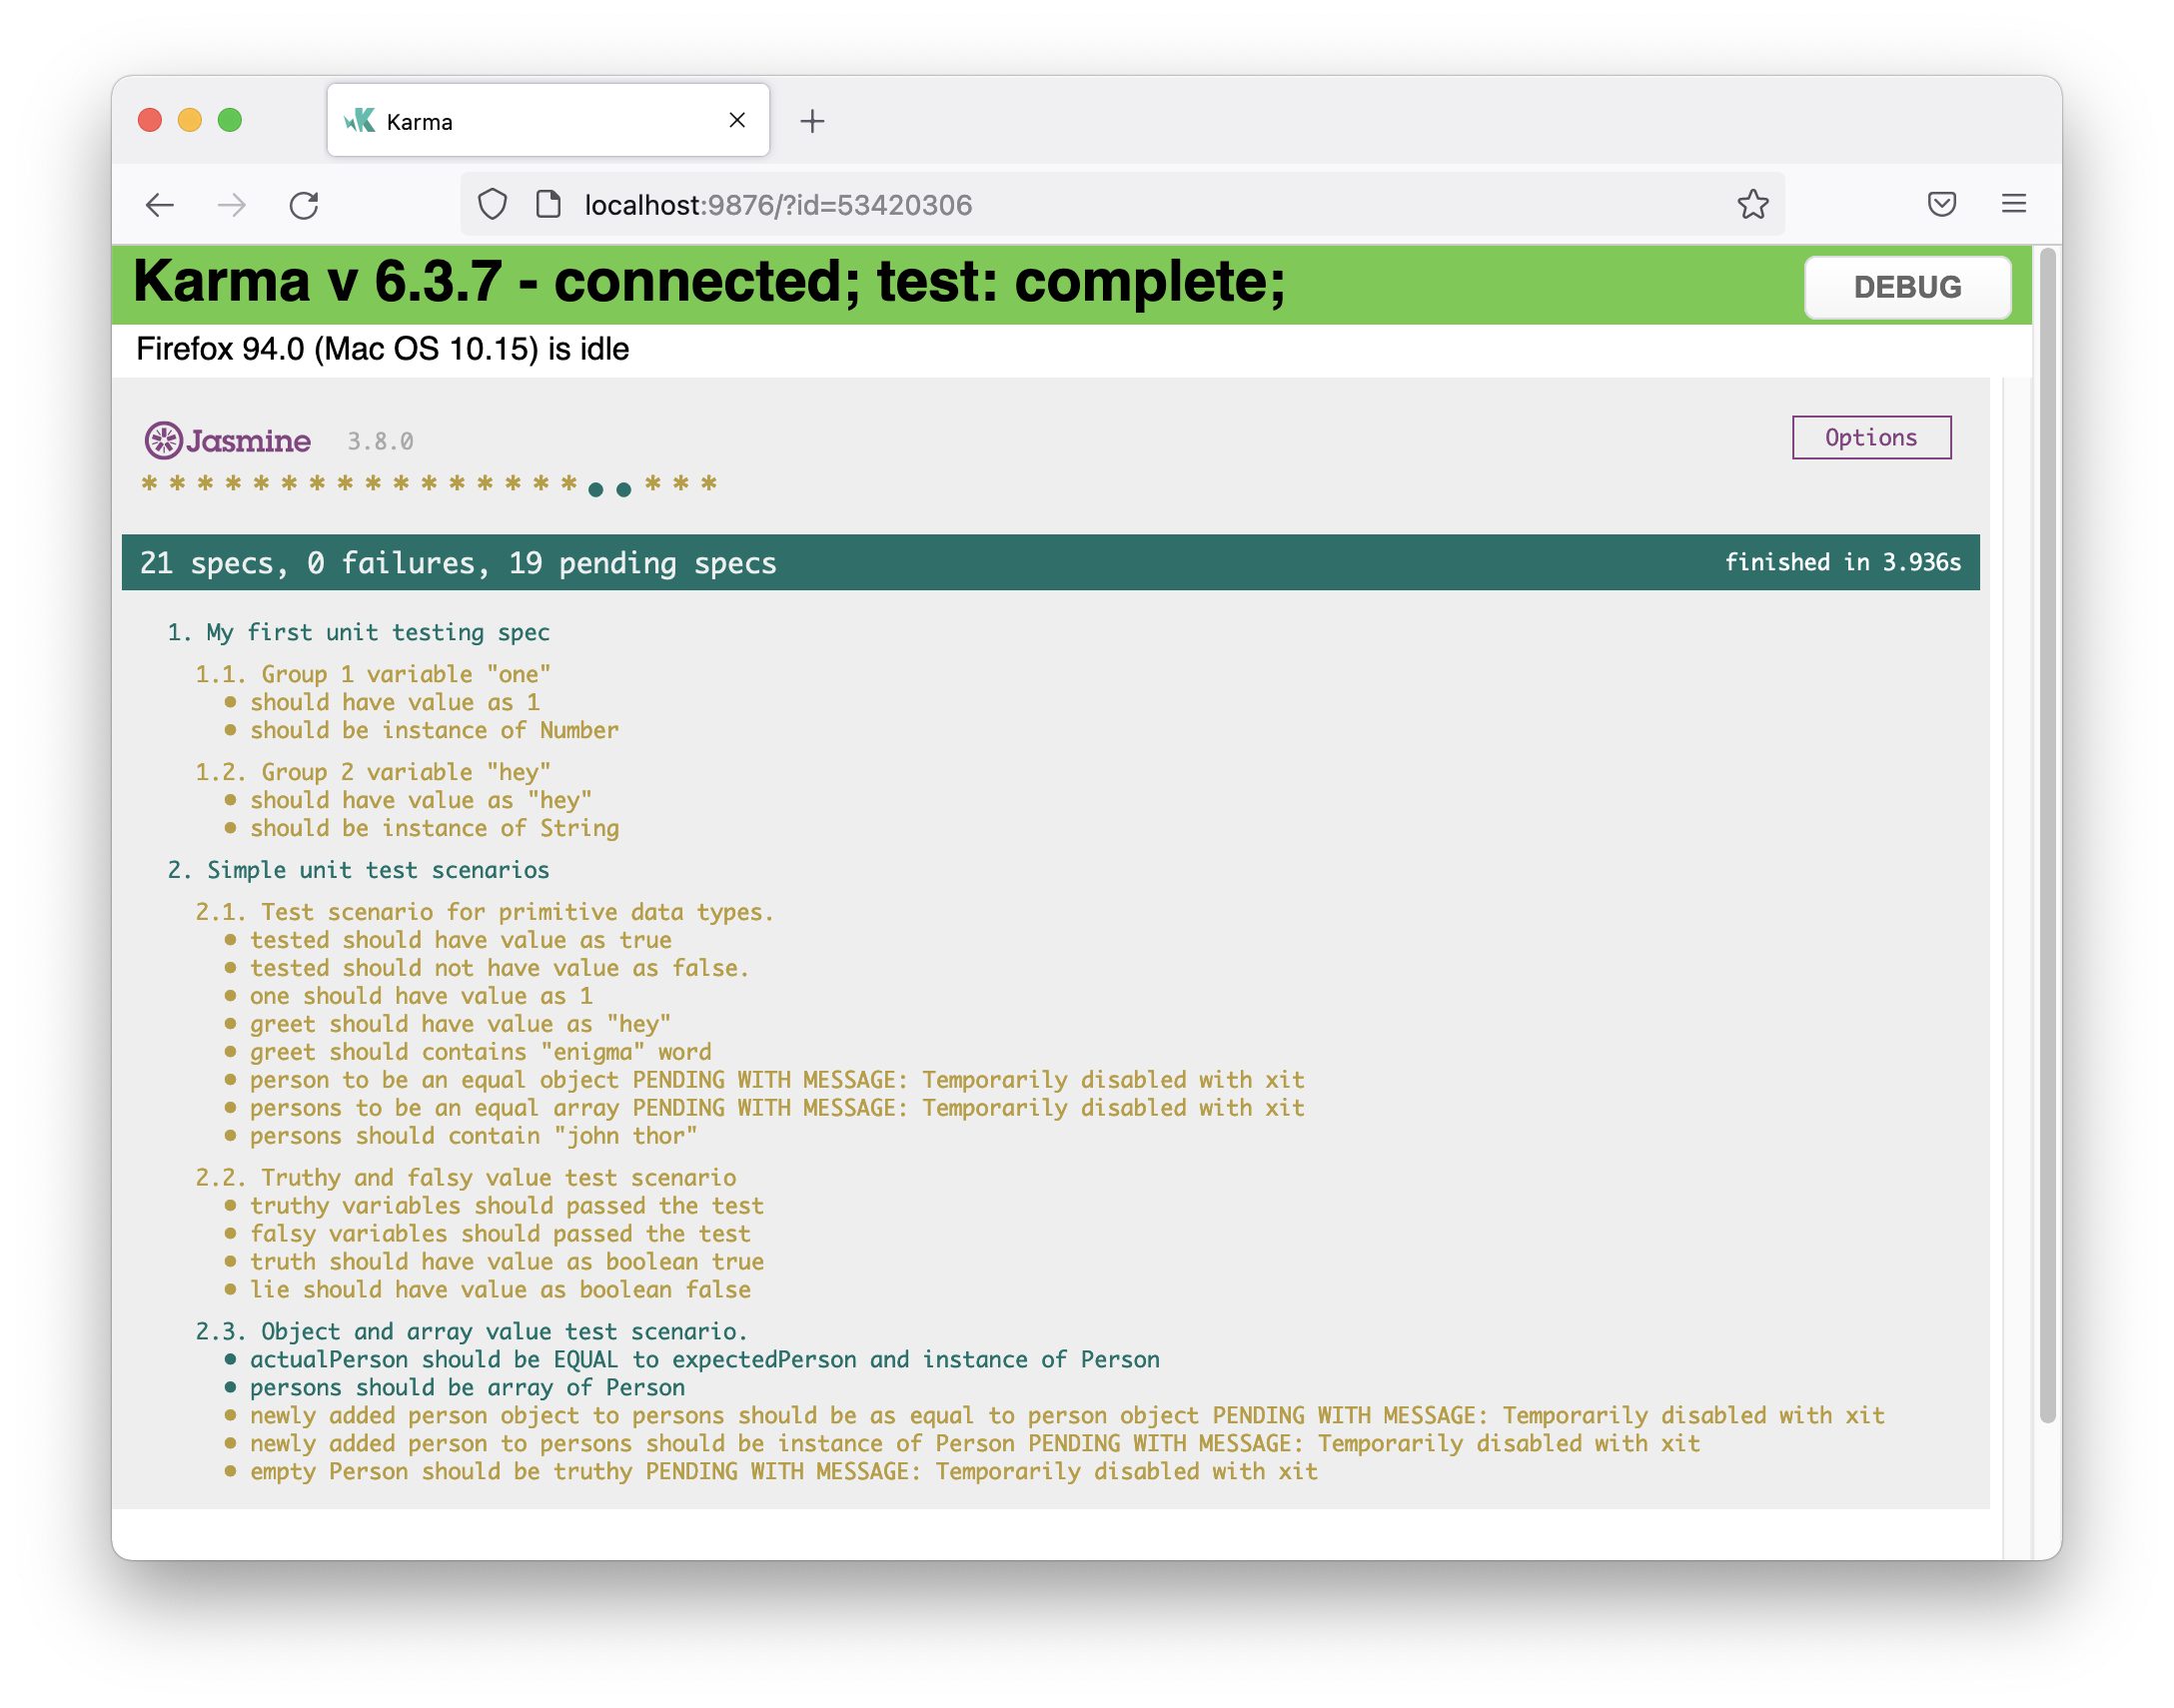 Karma
localhost:9876/?id=53420306
Karma v 6.3.7 - connected; test: complete;
DEBUG
Firefox 94.0 (Mac OS 10.15) is idle
Jasmine 3.8.0
Options
****************●●***
21 specs, 0 failures, 19 pending specs
finished in 3.936s
1. My first unit testing spec
1.1. Group 1 variable "one"
• should have value as 1
• should be instance of Number
1.2. Group 2 variable "hey"
• should have value as "hey"
• should be instance of String
2. Simple unit test scenarios
2.1. Test scenario for primitive data types.
• tested should have value as true
• tested should not have value as false.
• one should have value as 1
• greet should have value as "hey"
• greet should contains "enigma" word
• person to be an equal object PENDING WITH MESSAGE: Temporarily disabled with xit
• persons to be an equal array PENDING WITH MESSAGE: Temporarily disabled with xit
• persons should contain "john thor"
2.2. Truthy and falsy value test scenario
• truthy variables should passed the test
• falsy variables should passed the test
• truth should have value as boolean true
• lie should have value as boolean false
2.3. Object and array value test scenario.
• actualPerson should be EQUAL to expectedPerson and instance of Person
• persons should be array of Person
• newly added person object to persons should be as equal to person object PENDING WITH MESSAGE: Temporarily disabled with xit
• newly added person to persons should be instance of Person PENDING WITH MESSAGE: Temporarily disabled with xit
• empty Person should be truthy PENDING WITH MESSAGE: Temporarily disabled with xit